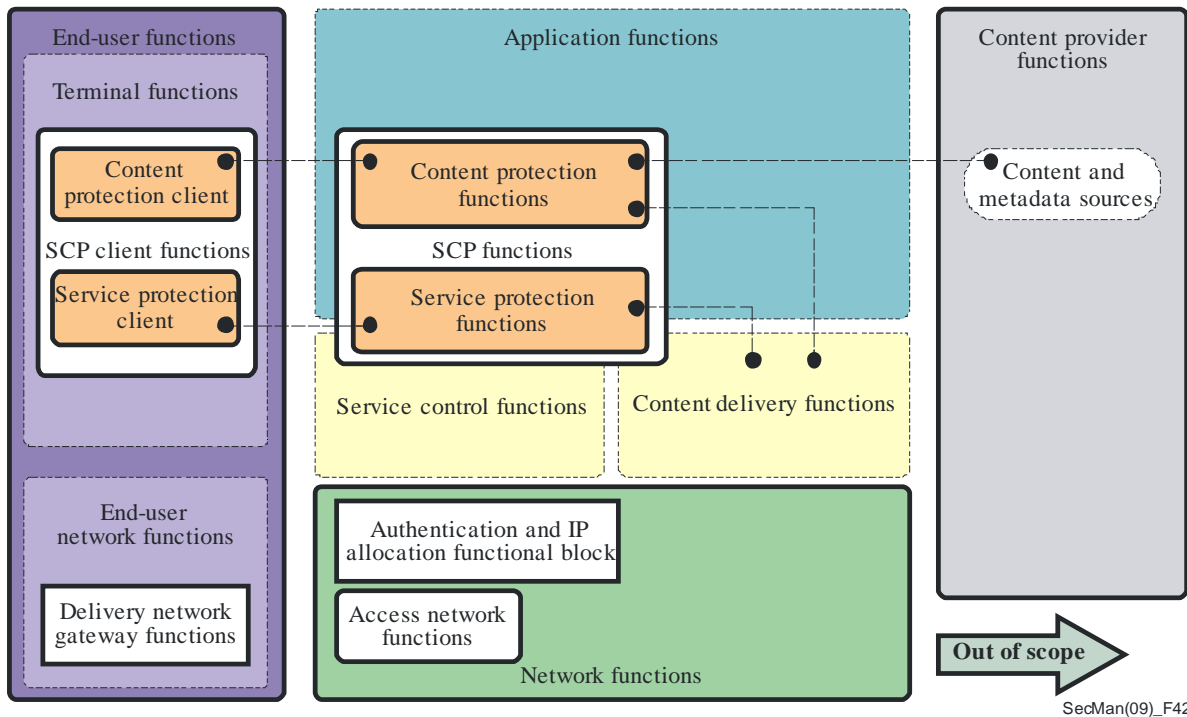 End-user functions
Terminal functions
Content
protection client
SCP client functions
Service protection
client
End-user
network functions
Delivery network
gateway functions
Application functions
Content protection
functions
SCP functions
Service protection
functions
Service control functions
Content delivery functions
Authentication and IP
allocation functional block
Access network
functions
Network functions
Content provider
functions
Content and
metadata sources
Out of scope
SecMan(09)_F42